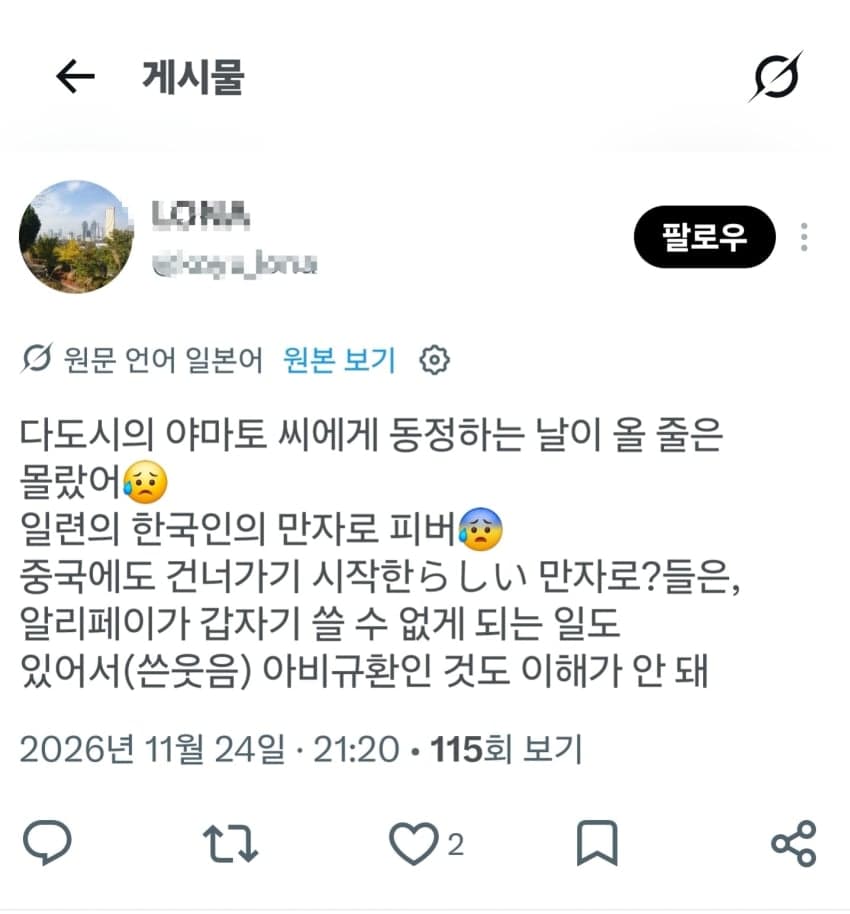 게시물
팔로우
원문 언어 일본어 원본 보기
다도시의 야마토 씨에게 동정하는 날이 올 줄은
몰랐어😥
일련의 한국인의 만자로 피버😰
중국에도 건너가기 시작한らしい 만자로?들은,
알리페이가 갑자기 쓸 수 없게 되는 일도
있어서(쓴웃음) 아비규환인 것도 이해가 안 돼
2026년 11월 24일 · 21:20 • 115회 보기
2